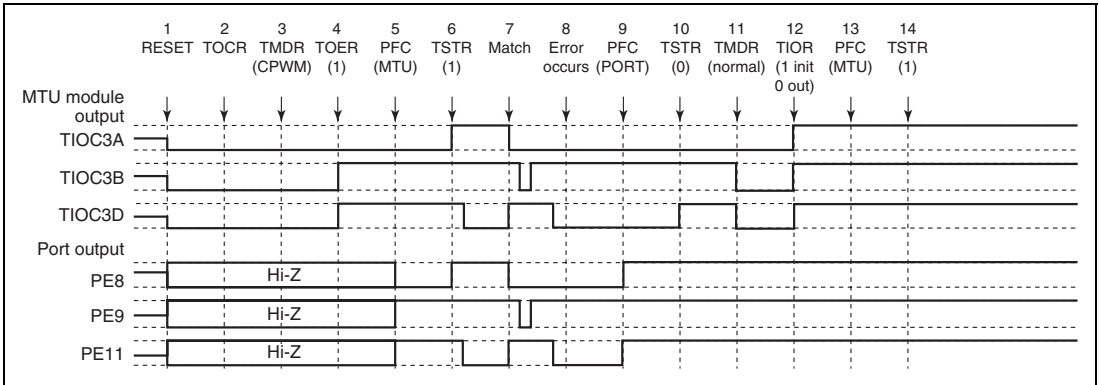 1 2 3 4 5 6 7 8 9 10 11 12 13 14
RESET TOCR TMDR TOER PFC TSTR Match Error PFC TSTR TMDR TIOR PFC TSTR
(CPWM) (1) (MTU) (1) occurs (PORT) (0) (normal) (1 init (MTU) (1)
0 out)
MTU module
output
TIOC3A
TIOC3B
TIOC3D
Port output
PE8 Hi-Z
PE9 Hi-Z
PE11 Hi-Z